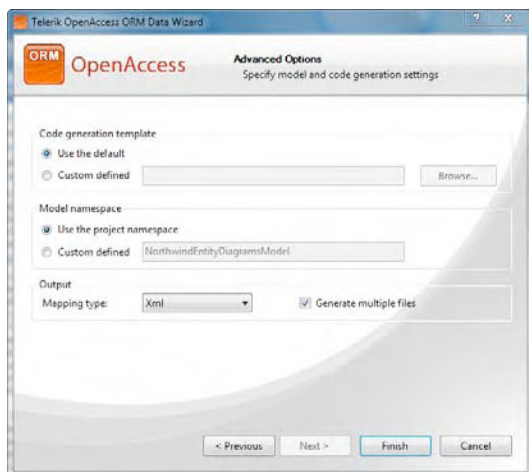 Telerik OpenAccess ORM Data Wizard
ORM
OpenAccess
Advanced Options
Specify model and code generation settings
Code generation template
Use the default
Custom defined
Browse...
Model namespace
Use the project namespace
Custom defined NorthwindEntityDiagramsModel
Output
Mapping type: Xml Generate multiple files
< Previous Next > Finish Cancel